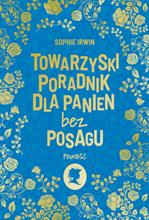 SOPHIE IRWIN
TOWARZYSKI
PORADNIK
DLA PANIEN
bez
POSAGU
POWIEŚĆ